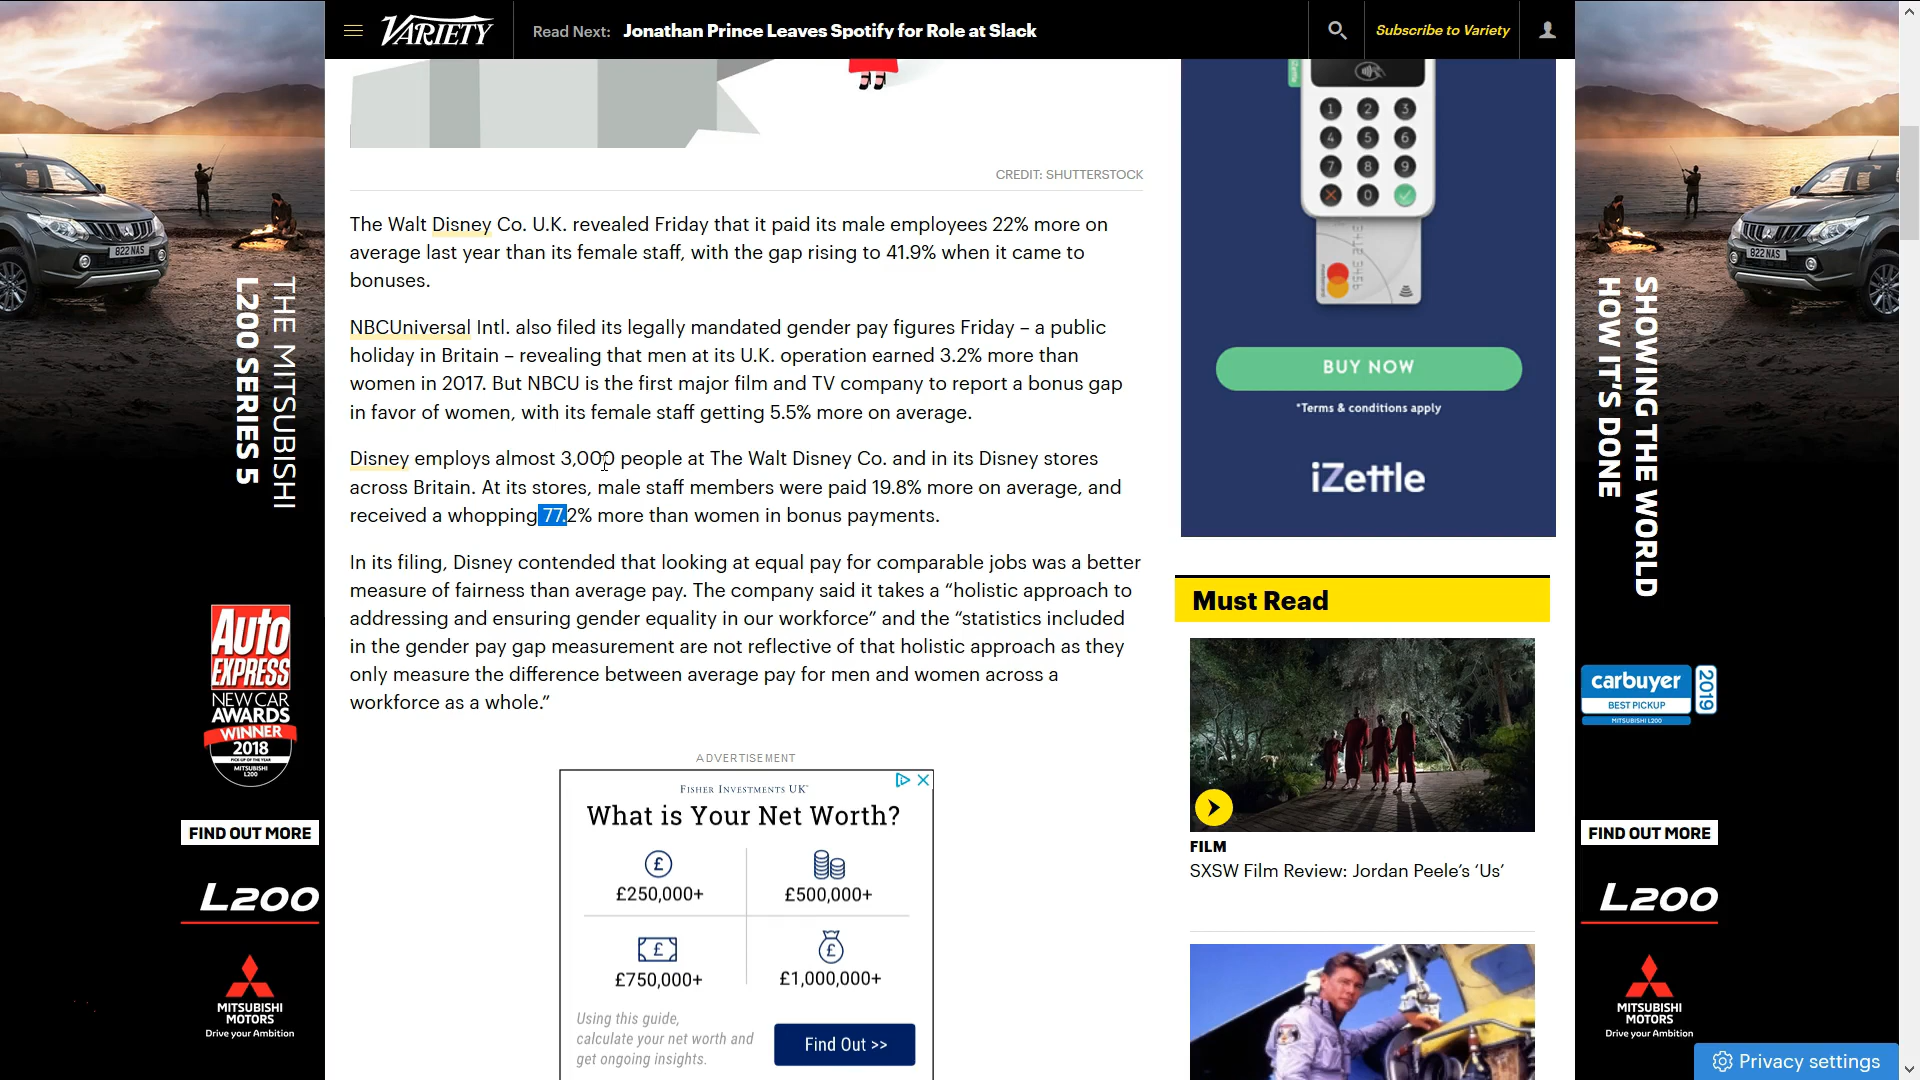 VARIETY
Read Next: Jonathan Prince Leaves Spotify for Role at Slack
Subscribe to Variety
CREDIT: SHUTTERSTOCK
The Walt Disney Co. U.K. revealed Friday that it paid its male employees 22% more on
average last year than its female staff, with the gap rising to 41.9% when it came to
bonuses.
NBCUniversal Intl. also filed its legally mandated gender pay figures Friday – a public
holiday in Britain – revealing that men at its U.K. operation earned 3.2% more than
women in 2017. But NBCU is the first major film and TV company to report a bonus gap
in favor of women, with its female staff getting 5.5% more on average.
Disney employs almost 3,000 people at The Walt Disney Co. and in its Disney stores
across Britain. At its stores, male staff members were paid 19.8% more on average, and
received a whopping 77.2% more than women in bonus payments.
In its filing, Disney contended that looking at equal pay for comparable jobs was a better
measure of fairness than average pay. The company said it takes a “holistic approach to
addressing and ensuring gender equality in our workforce” and the “statistics included
in the gender pay gap measurement are not reflective of that holistic approach as they
only measure the difference between average pay for men and women across a
workforce as a whole.”
ADVERTISEMENT
FISHER INVESTMENTS UK
What is Your Net Worth?
£250,000+
£500,000+
£750,000+
£1,000,000+
Using this guide,
calculate your net worth and
get ongoing insights.
Find Out >>
iZettle
1 2 3
4 5 6
7 8 9
0
BUY NOW
*Terms & conditions apply
iZettle
Must Read
FILM
SXSW Film Review: Jordan Peele’s ‘Us’
822 NAS
THE MITSUBISHI
L200 SERIES 5
Auto
EXPRESS
NEW CAR
AWARDS
WINNER
2018
PICK-UP OF THE YEAR
MITSUBISHI
L200
FIND OUT MORE
L200
MITSUBISHI
MOTORS
Drive your Ambition
822 NAS
SHOWING THE WORLD
HOW IT'S DONE
carbuyer
BEST PICKUP
MITSUBISHI L200
2019
FIND OUT MORE
L200
MITSUBISHI
MOTORS
Drive your Ambition
Privacy settings